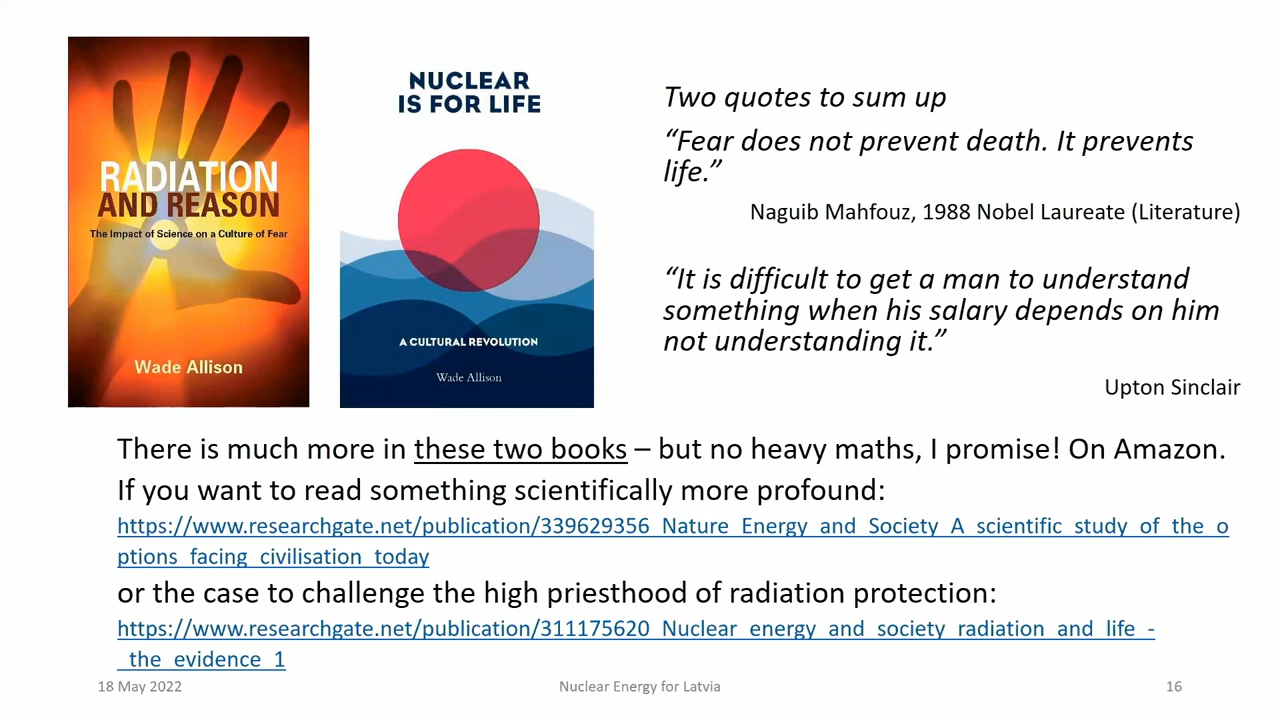 RADIATION
AND REASON
The Impact of Science on a Culture of Fear
Wade Allison
NUCLEAR
IS FOR LIFE
A CULTURAL REVOLUTION
Wade Allison
Two quotes to sum up
“Fear does not prevent death. It prevents
life.”
Naguib Mahfouz, 1988 Nobel Laureate (Literature)
“It is difficult to get a man to understand
something when his salary depends on him
not understanding it.”
Upton Sinclair
There is much more in these two books – but no heavy maths, I promise! On Amazon.
If you want to read something scientifically more profound:
https://www.researchgate.net/publication/339629356_Nature_Energy_and_Society_A_scientific_study_of_the_o
ptions_facing_civilisation_today
or the case to challenge the high priesthood of radiation protection:
https://www.researchgate.net/publication/311175620_Nuclear_energy_and_society_radiation_and_life_-
_the_evidence_1
18 May 2022
Nuclear Energy for Latvia
16